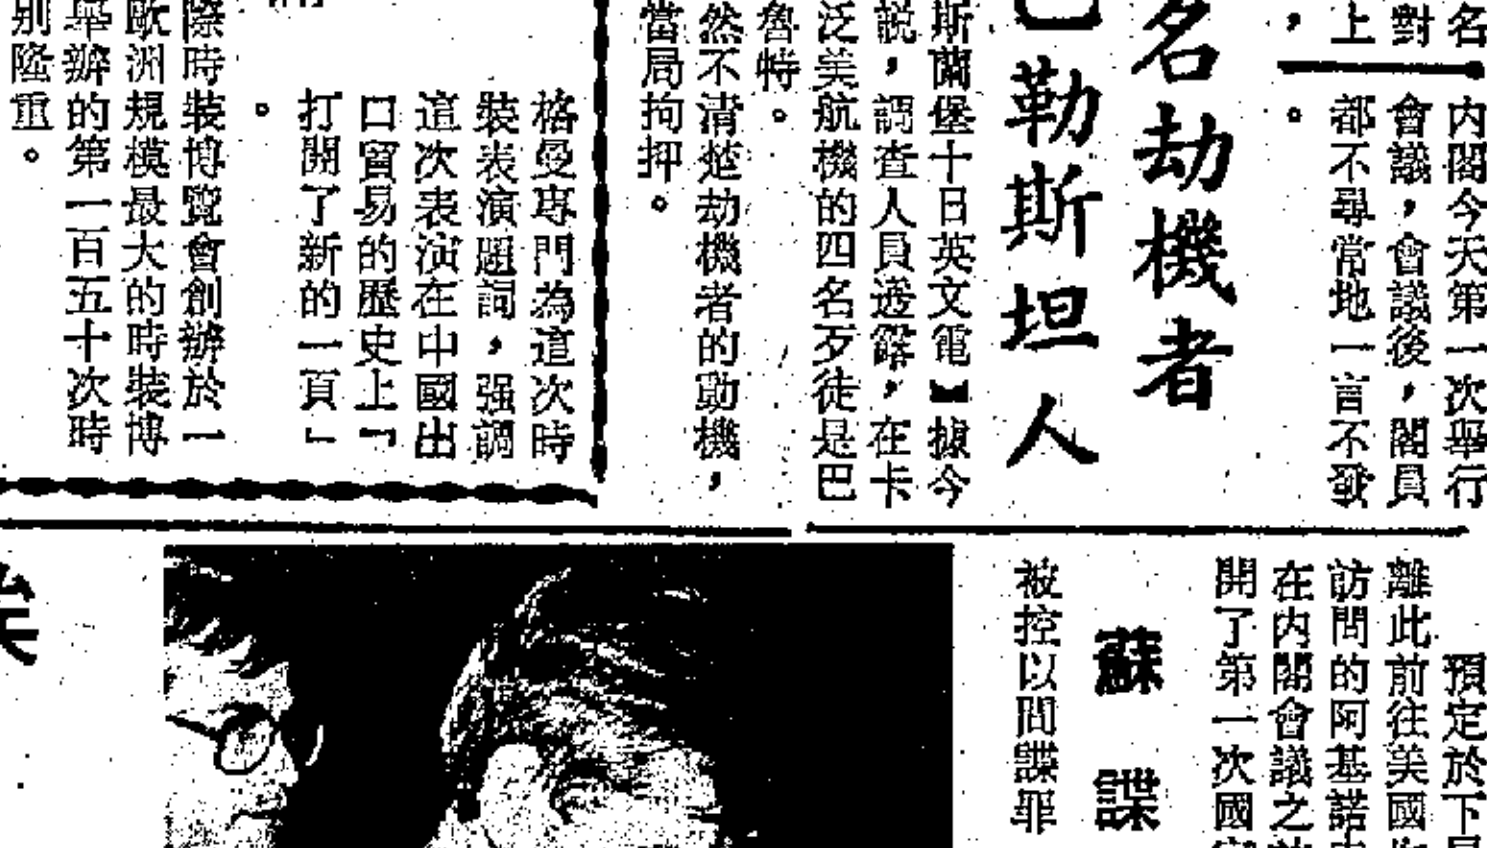 名
對
上
，
內閣今天第一次舉行
會議，會議後，閣員
都不尋常地一言不發
。
名劫機者
巴勒斯坦人
斯蘭堡十日英文電】據今
説，調查人員透露，在卡
泛美航機的四名歹徒是巴
魯特。
然不清楚劫機者的動機，
當局拘押。
格曼專門為這次時
裝表演題詞，强調
這次表演在中國出
口貿易的歷史上『
打開了新的一頁』
。
際時裝博覽會創辦於一
歐洲規模最大的時裝博
舉辦的第一百五十次時
別隆重。
預定於下
離此前往美國
訪問的阿基諾
在內閣會議之
開了第一次國
蘇諜
被控以間諜罪